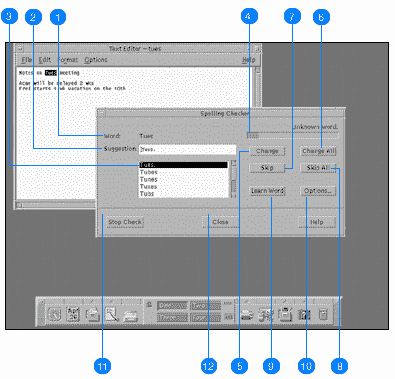 3
2
1
4
7
6
Text Editor – tues
File Edit Format Options Help
Notes on Tues meeting
Acme will be delayed 2 wks
Fred starts 1 wk vacation on the 10th
Spelling Checker
Word: Tuws Unknown word.
Suggestion: Tues.
Change Change All
Tues.
Tubes
Tunes
Tuxes
Tubs
Skip Skip All
Learn Word Options...
Stop Check Close Help
11
12
5
9
10
8